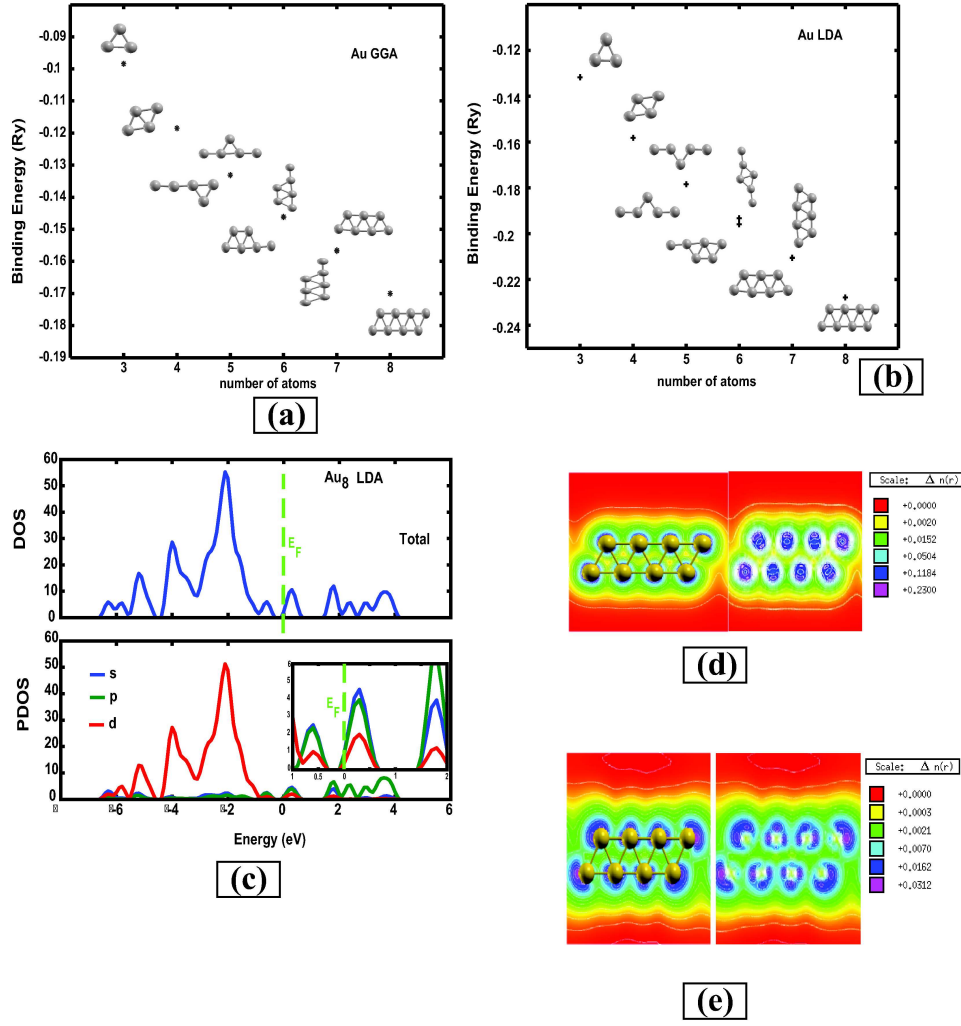 Au GGA
Binding Energy (Ry)
-0.09
-0.1
-0.11
-0.12
-0.13
-0.14
-0.15
-0.16
-0.17
-0.18
-0.19
3 4 5 6 7 8
number of atoms
(a)
Au LDA
Binding Energy (Ry)
-0.12
-0.14
-0.16
-0.18
-0.2
-0.22
-0.24
3 4 5 6 7 8
number of atoms
(b)
Au8 LDA
Total
EF
DOS
60
50
40
30
20
10
0
PDOS
60
50
40
30
20
10
0
s
p
d
EF
6
5
4
3
2
1
0
1 0.5 0 1 2
-6 -4 -2 0 2 4 6
Energy (eV)
(c)
Scale: Δ n(r)
+0.0000
+0.0020
+0.0152
+0.0504
+0.1184
+0.2300
(d)
Scale: Δ n(r)
+0.0000
+0.0003
+0.0021
+0.0070
+0.0162
+0.0312
(e)